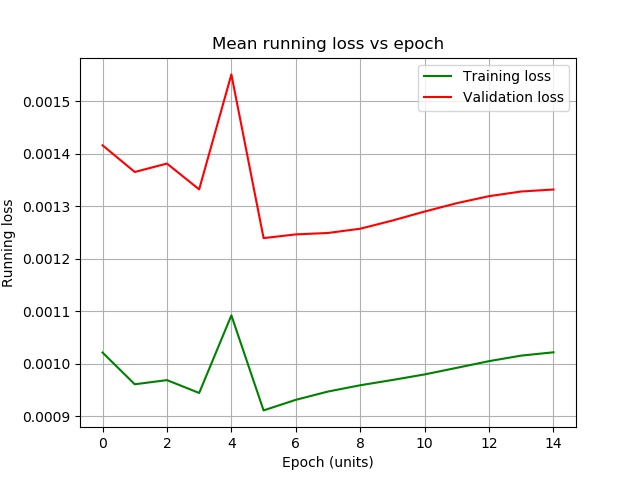 Mean running loss vs epoch
Training loss
Validation loss
0.0015
0.0014
0.0013
0.0012
0.0011
0.0010
0.0009
Running loss
0 2 4 6 8 10 12 14
Epoch (units)